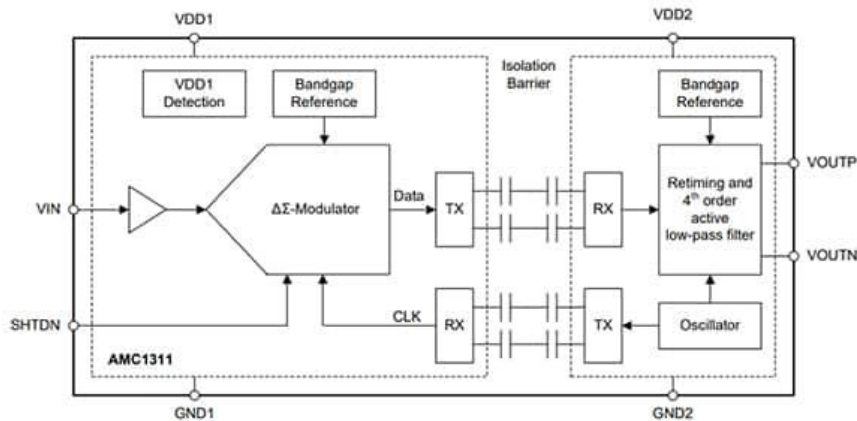 VDD1
VDD2
VDD1
Detection
Bandgap
Reference
Isolation
Barrier
Bandgap
Reference
VIN
ΔΣ-Modulator
Data
TX
RX
Retiming and
4th order
active
low-pass filter
VOUTP
VOUTN
SHTDN
CLK
RX
TX
Oscillator
AMC1311
GND1
GND2